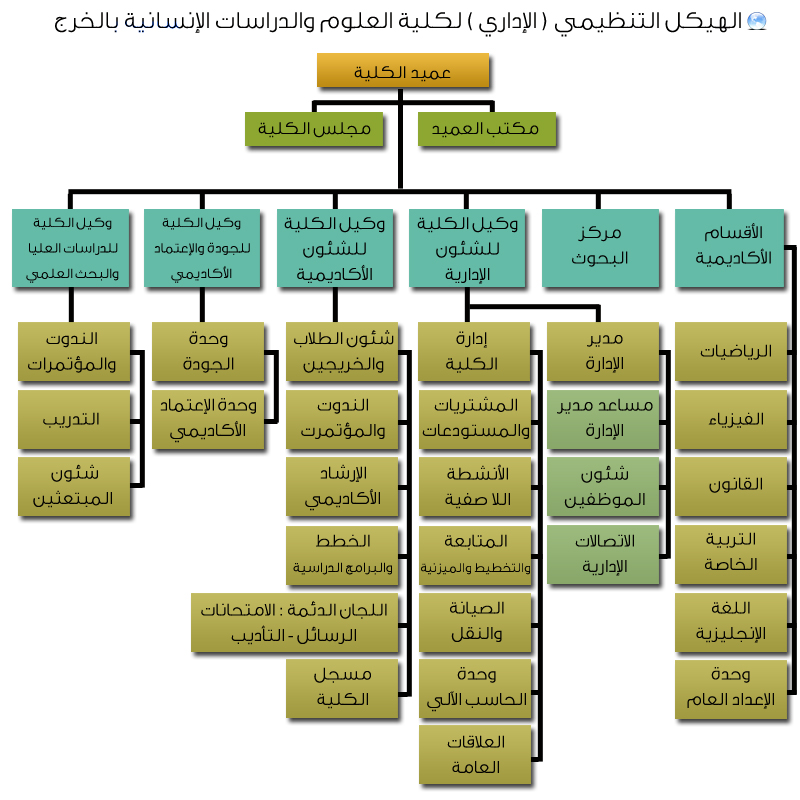 الهيكل التنظيمي ( الإداري ) لكلية العلوم والدراسات الإنسانية بالخرج
عميد الكلية
مكتب العميد
مجلس الكلية
الأقسام
الأكاديمية
مركز
البحوث
وكيل الكلية
للشئون
الإدارية
وكيل الكلية
للشئون
الأكاديمية
وكيل الكلية
للجودة والإعتماد
الأكاديمي
وكيل الكلية
للدراسات العليا
والبحث العلمي
الرياضيات
الفيزياء
القانون
التربية
الخاصة
اللغة
الإنجليزية
وحدة
الإعداد العام
مدير
الإدارة
مساعد مدير
الإدارة
شئون
الموظفين
الاتصالات
الإدارية
إدارة
الكلية
المشتريات
والمستودعات
الأنشطة
اللا صفية
المتابعة
والتخطيط والميزنية
الصيانة
والنقل
وحدة
الحاسب الآلي
العلاقات
العامة
شئون الطلاب
والخريجين
الندوت
والمؤتمرت
الإرشاد
الأكاديمي
الخطط
والبرامج الدراسية
اللجان الدئمة : الامتحانات
الرسائل - التأديب
مسجل
الكلية
وحدة
الجودة
وحدة الإعتماد
الأكاديمي
الندوت
والمؤتمرات
التدريب
شئون
المبتعثين